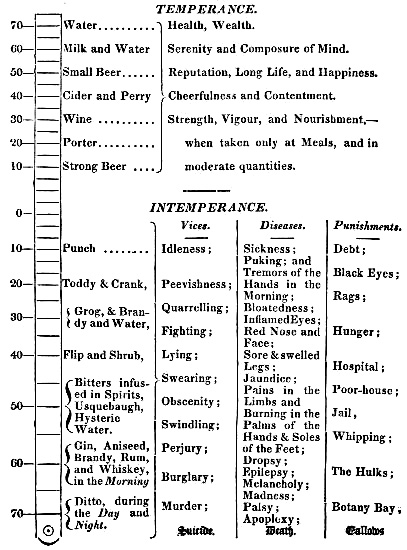 TEMPERANCE.
70— Water......... Health, Wealth.
60— Milk and Water Serenity and Composure of Mind.
50— Small Beer...... Reputation, Long Life, and Happiness.
40— Cider and Perry Cheerfulness and Contentment.
30— Wine ......... Strength, Vigour, and Nourishment,—
20— Porter......... when taken only at Meals, and in
10— Strong Beer .... moderate quantities.
0—
INTEMPERANCE.
Vices. Diseases. Punishments.
10— Punch ........ Idleness; Sickness; Debt;
Puking; and
Tremors of the Black Eyes;
20— Toddy & Crank, Peevishness; Hands in the
Morning; Rags;
Quarrelling; Bloatedness;
30— Grog, & Bran- Inflamed Eyes;
dy and Water, Fighting; Red Nose and Hunger;
Face;
40— Flip and Shrub, Lying; Sore & swelled
Legs; Hospital;
Bitters infus- Swearing; Jaundice;
ed in Spirits, Pains in the Poor-house;
50— Usquebaugh, Obscenity; Limbs and
Hysteric Burning in the Jail,
Water. Swindling; Palms of the
Hands & Soles Whipping;
Gin, Aniseed, Perjury; of the Feet;
Brandy, Rum, Dropsy;
60— and Whiskey, Burglary; Epilepsy; The Hulks;
in the Morning Melancholy;
Madness;
Ditto, during Murder; Palsy; Botany Bay;
70— the Day and Apoplexy;
Night. Suicide. Death. Gallows